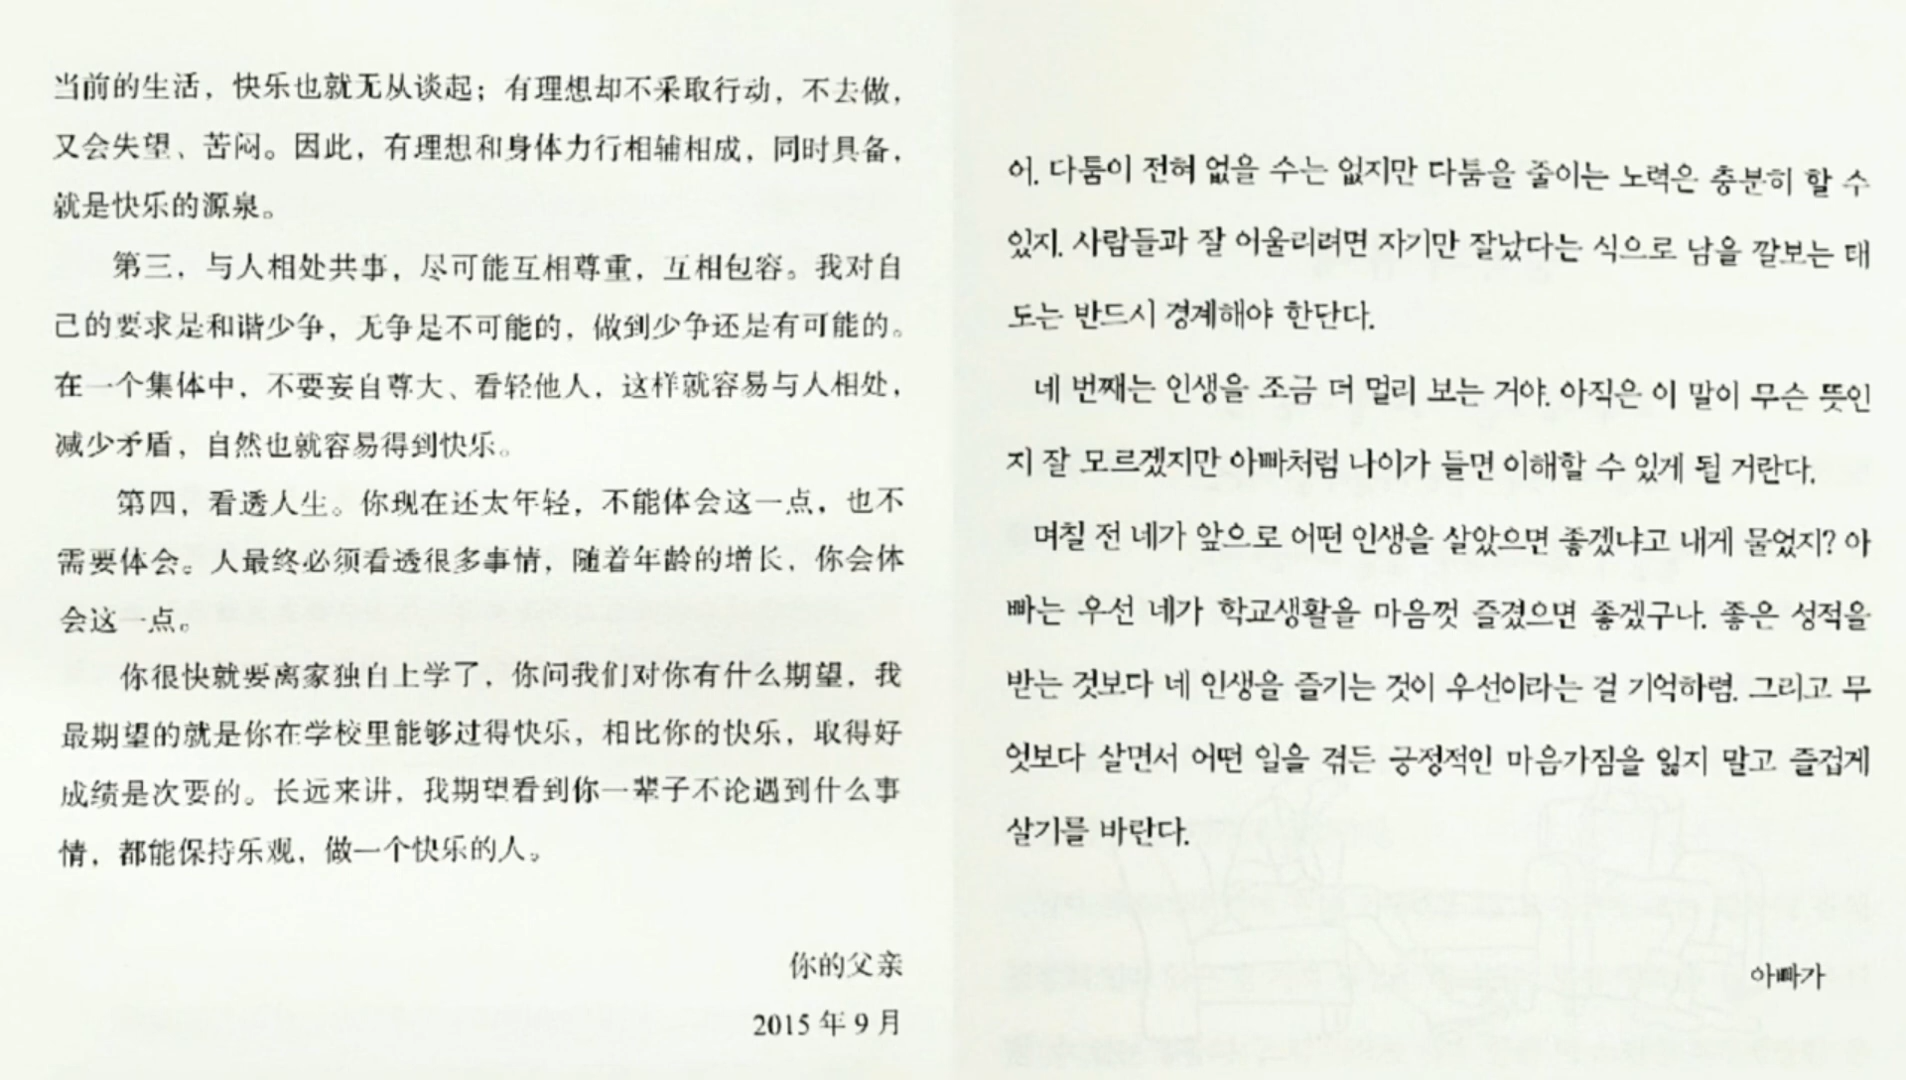 当前的生活，快乐也就无从谈起；有理想却不采取行动，不去做，
又会失望、苦闷。因此，有理想和身体力行相辅相成，同时具备，
就是快乐的源泉。
第三，与人相处共事，尽可能互相尊重，互相包容。我对自
己的要求是和谐少争，无争是不可能的，做到少争还是有可能的。
在一个集体中，不要妄自尊大、看轻他人，这样就容易与人相处，
减少矛盾，自然也就容易得到快乐。
第四，看透人生。你现在还太年轻，不能体会这一点，也不
需要体会。人最终必须看透很多事情，随着年龄的增长，你会体
会这一点。
你很快就要离家独自上学了，你问我们对你有什么期望，我
最期望的就是你在学校里能够过得快乐，相比你的快乐，取得好
成绩是次要的。长远来讲，我期望看到你一辈子不论遇到什么事
情，都能保持乐观，做一个快乐的人。
你的父亲
2015 年 9 月
어. 다툼이 전혀 없을 수는 없지만 다툼을 줄이는 노력은 충분히 할 수
있지. 사람들과 잘 어울리려면 자기만 잘났다는 식으로 남을 깔보는 태
도는 반드시 경계해야 한단다.
네 번째는 인생을 조금 더 멀리 보는 거야. 아직은 이 말이 무슨 뜻인
지 잘 모르겠지만 아빠처럼 나이가 들면 이해할 수 있게 될 거란다.
며칠 전 네가 앞으로 어떤 인생을 살았으면 좋겠냐고 내게 물었지? 아
빠는 우선 네가 학교생활을 마음껏 즐겼으면 좋겠구나. 좋은 성적을
받는 것보다 네 인생을 즐기는 것이 우선이라는 걸 기억하렴. 그리고 무
엇보다 살면서 어떤 일을 겪든 긍정적인 마음가짐을 잃지 말고 즐겁게
살기를 바란다.
아빠가